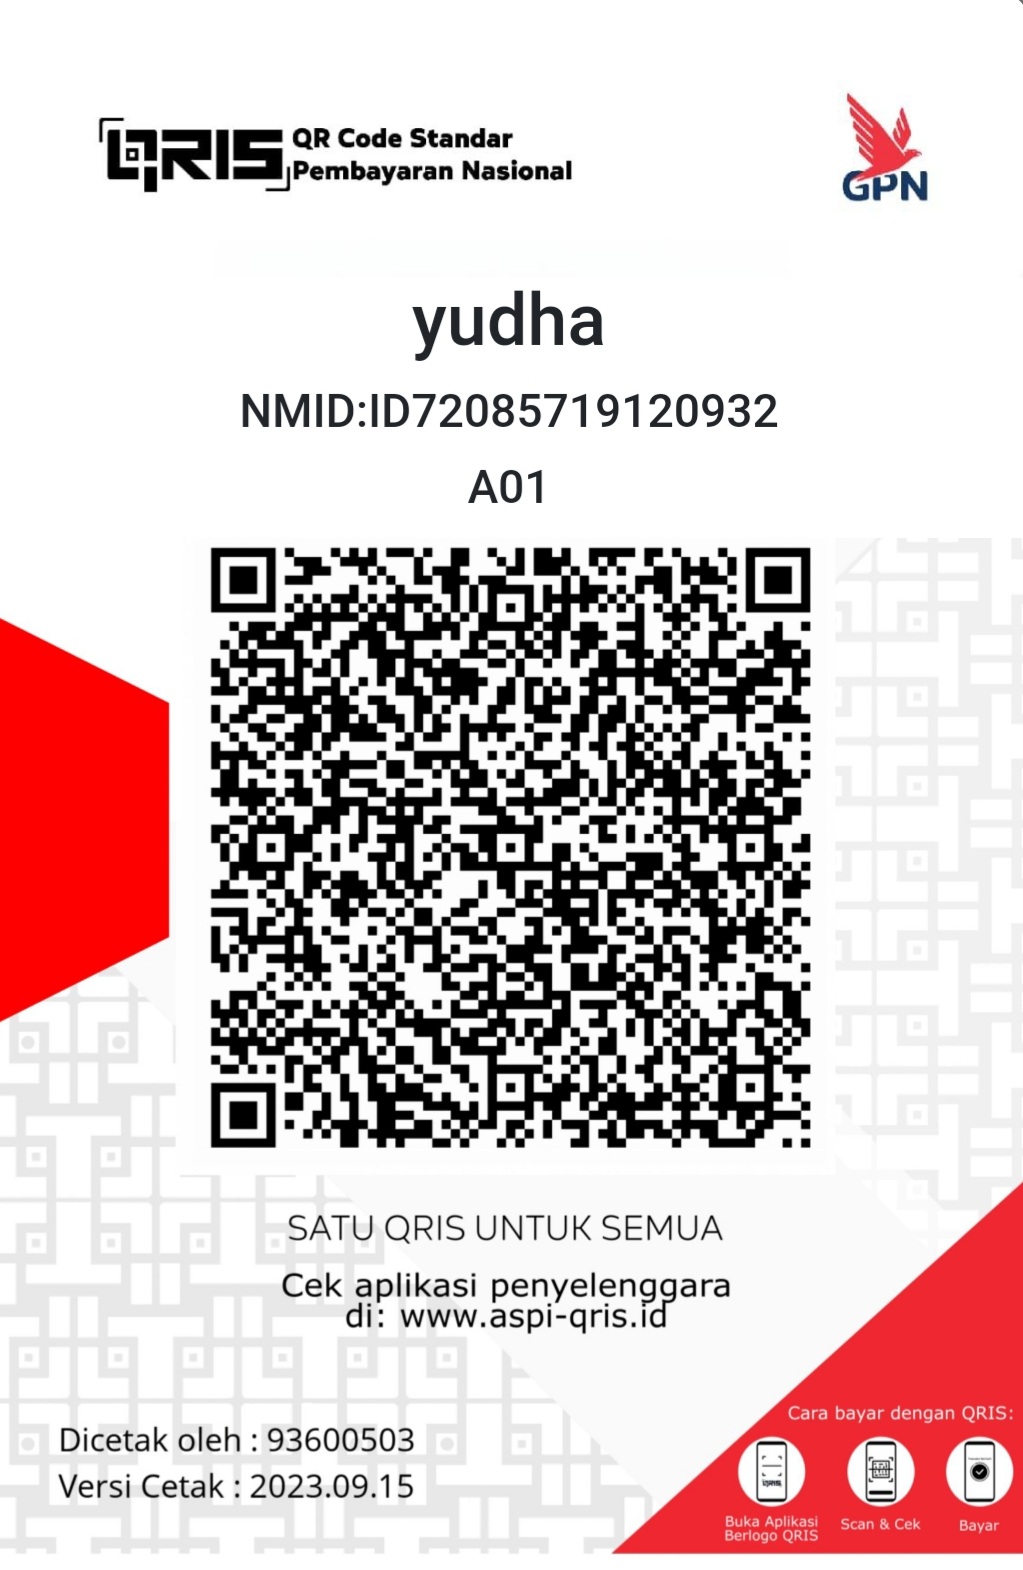 QRIS QR Code Standar
Pembayaran Nasional
GPN
yudha
NMID:ID72085719120932
A01
SATU QRIS UNTUK SEMUA
Cek aplikasi penyelenggara
di: www.aspi-qris.id
Dicetak oleh : 93600503
Versi Cetak : 2023.09.15
Cara bayar dengan QRIS:
Buka Aplikasi
Berlogo QRIS
Scan & Cek
Bayar